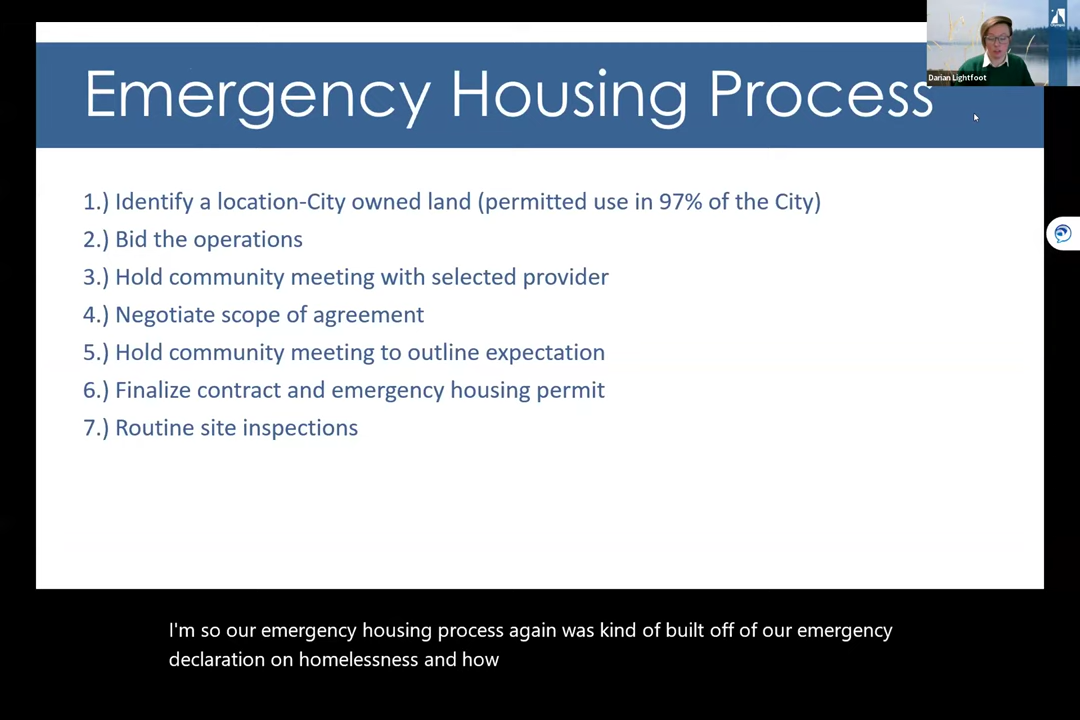 Emergency Housing Process
Darian Lightfoot
1.) Identify a location-City owned land (permitted use in 97% of the City)
2.) Bid the operations
3.) Hold community meeting with selected provider
4.) Negotiate scope of agreement
5.) Hold community meeting to outline expectation
6.) Finalize contract and emergency housing permit
7.) Routine site inspections
I'm so our emergency housing process again was kind of built off of our emergency
declaration on homelessness and how